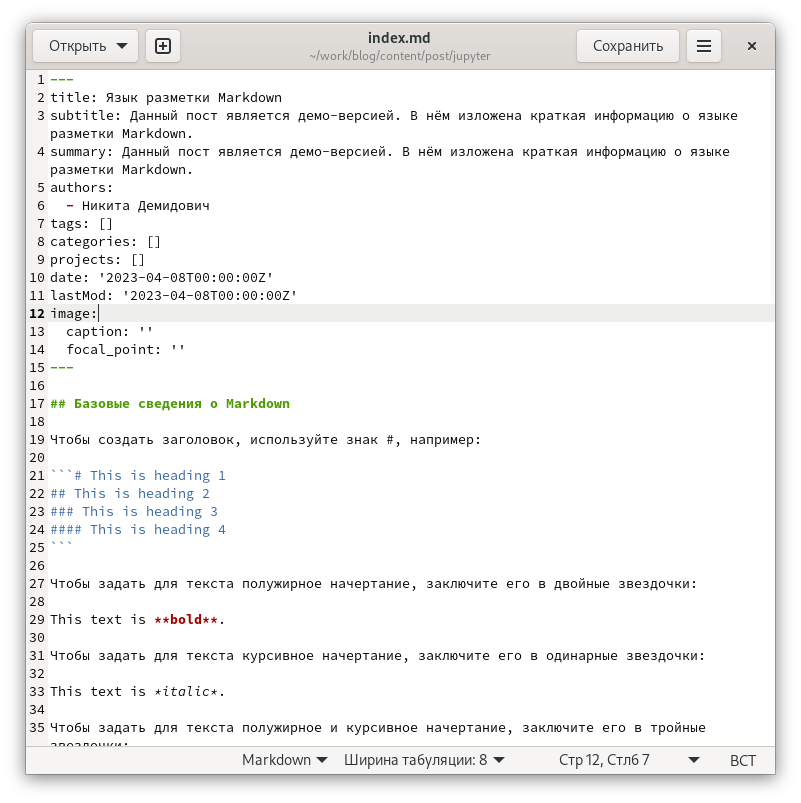 Открыть
index.md
~/work/blog/content/post/jupyter
Сохранить
1 ---
2 title: Язык разметки Markdown
3 subtitle: Данный пост является демо-версией. В нём изложена краткая информацию о языке
разметки Markdown.
4 summary: Данный пост является демо-версией. В нём изложена краткая информацию о языке
разметки Markdown.
5 authors:
6   - Никита Демидович
7 tags: []
8 categories: []
9 projects: []
10 date: '2023-04-08T00:00:00Z'
11 lastMod: '2023-04-08T00:00:00Z'
12 image:
13   caption: ''
14   focal_point: ''
15 ---
16
17 ## Базовые сведения о Markdown
18
19 Чтобы создать заголовок, используйте знак #, например:
20
21 ```# This is heading 1
22 ## This is heading 2
23 ### This is heading 3
24 #### This is heading 4
25 ```
26
27 Чтобы задать для текста полужирное начертание, заключите его в двойные звездочки:
28
29 This text is **bold**.
30
31 Чтобы задать для текста курсивное начертание, заключите его в одинарные звездочки:
32
33 This text is *italic*.
34
35 Чтобы задать для текста полужирное и курсивное начертание, заключите его в тройные
звездочки:
Markdown
Ширина табуляции: 8
Стр 12, Стлб 7
ВСТ